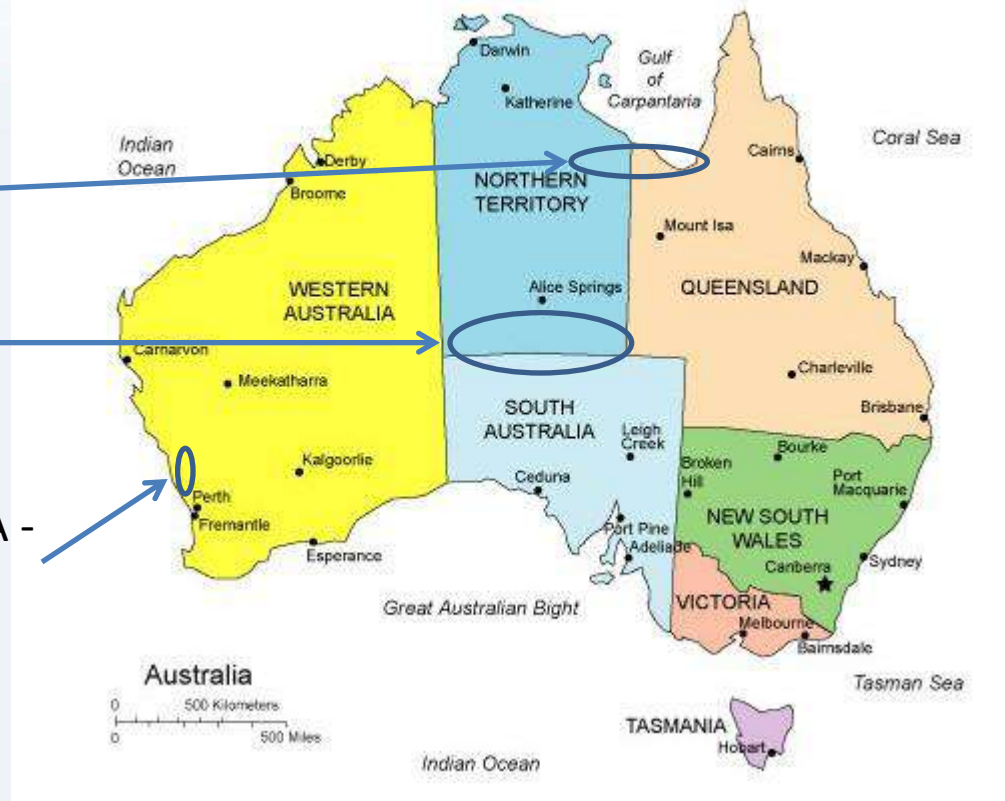 Darwin
Gulf
of
Carpantaria
Katherine
Coral Sea
Indian
Ocean
Cairns
Derby
Broome
NORTHERN
TERRITORY
Mount Isa
Mackay
WESTERN
AUSTRALIA
Alice Springs
QUEENSLAND
Carnarvon
Meekatharra
Charleville
SOUTH
AUSTRALIA
Brisbane
Leigh
Creek
Bourke
Kalgoorlie
Broken
Hill
Ceduna
Port
Macquarie
Perth
Fremantle
A -
NEW SOUTH
WALES
Port Pine
Adeliade
Esperance
Canberra
Sydney
Great Australian Bight
VICTORIA
Melbourne
Bairnsdale
Australia
0 500 Kilometers
0 500 Miles
Tasman Sea
TASMANIA
Hobart
Indian Ocean